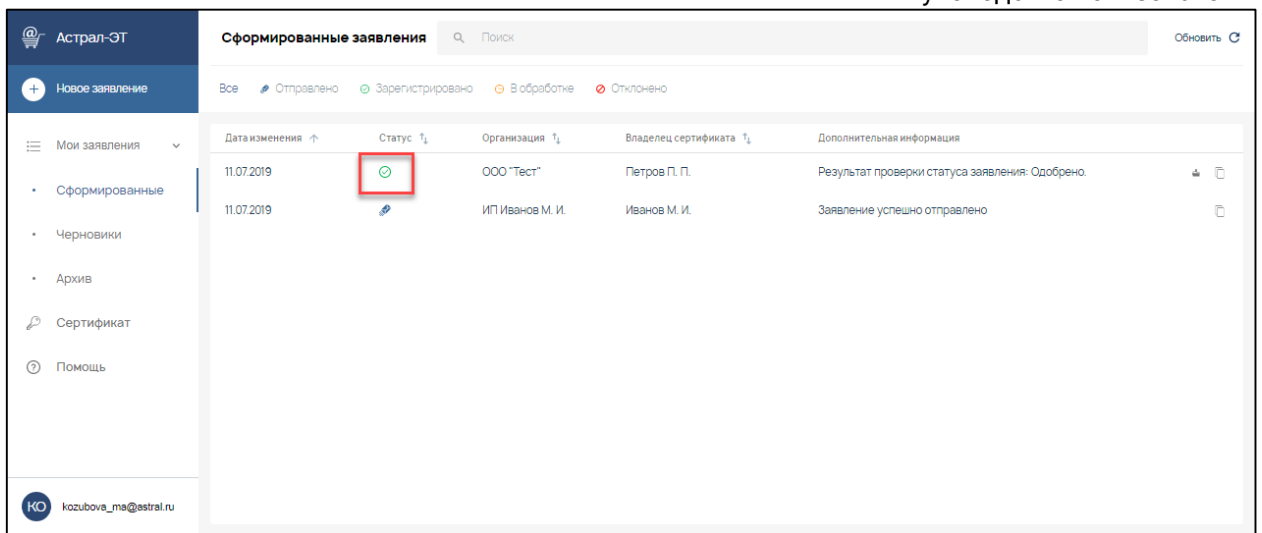 Астрал-ЭТ
Сформированные заявления
Поиск
Обновить
Новое заявление
Все Отправлено Зарегистрировано В обработке Отклонено
Мои заявления
Дата изменения Статус Организация Владелец сертификата Дополнительная информация
11.07.2019 ООО "Тест" Петров П. П. Результат проверки статуса заявления: Одобрено.
Сформированные
11.07.2019 ИП Иванов М. И. Иванов М. И. Заявление успешно отправлено
Черновики
Архив
Сертификат
Помощь
KO kozubova_ma@astral.ru